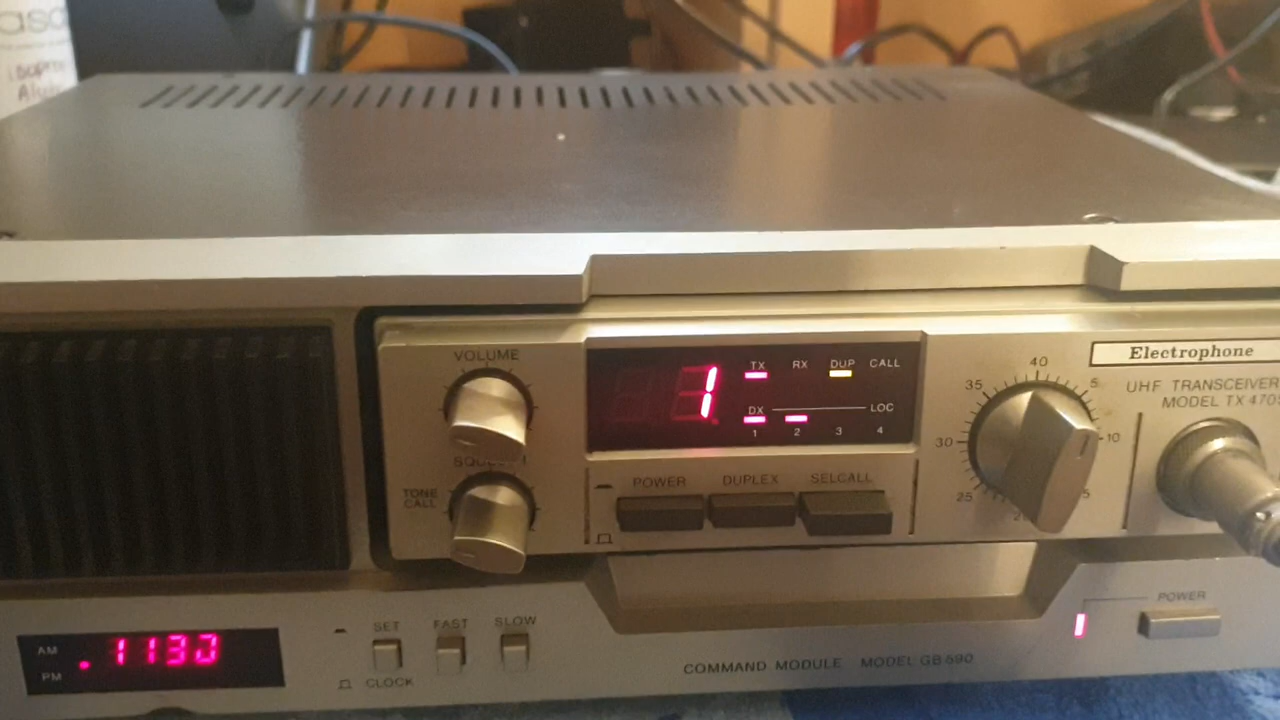 VOLUME
TONE
CALL
1
TX RX DUP CALL
DX LOC
1 2 3 4
POWER DUPLEX SELCALL
40
35 5
30 10
25
Electrophone
UHF TRANSCEIVER
AM
PM
SET FAST SLOW
CLOCK
COMMAND MODULE MODEL GB 590
POWER